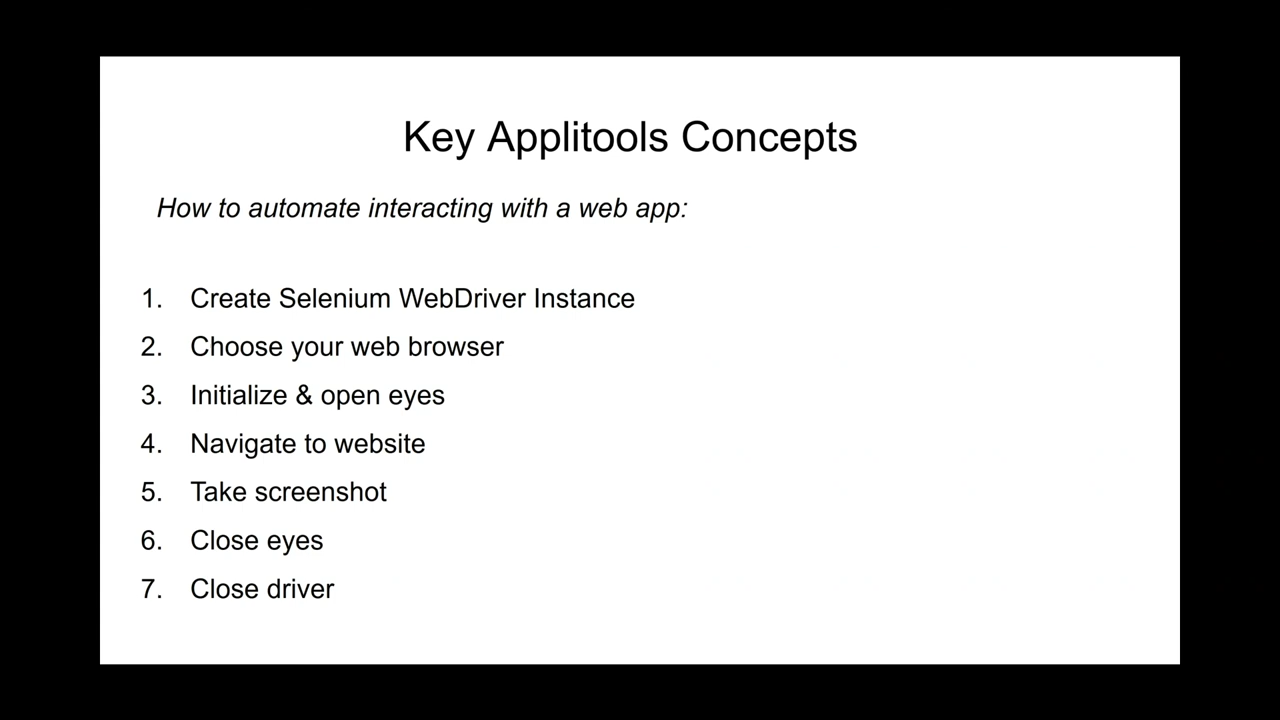 Key Applitools Concepts
How to automate interacting with a web app:
1. Create Selenium WebDriver Instance
2. Choose your web browser
3. Initialize & open eyes
4. Navigate to website
5. Take screenshot
6. Close eyes
7. Close driver